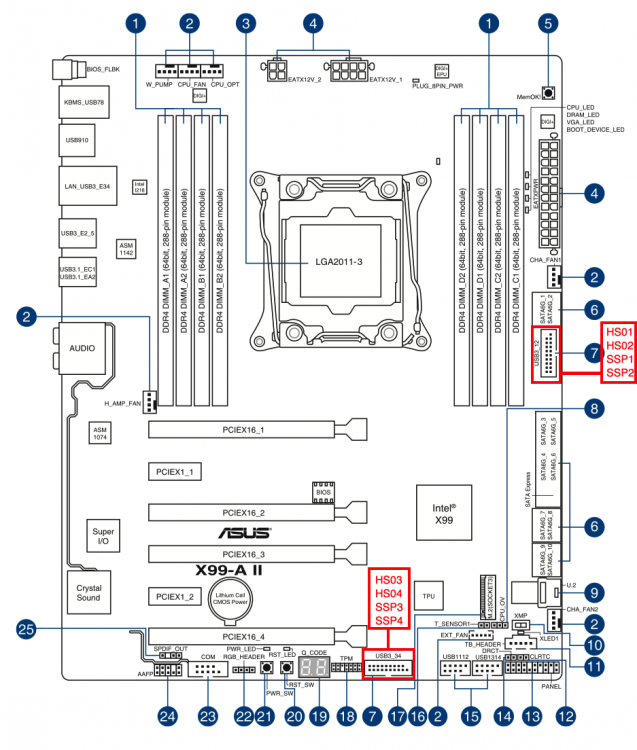 1
2
3
4
1
5
BIOS_FLBK
W_PUMP
CPU_FAN
CPU_OPT
DIGI+
EATX12V_2
EATX12V_1
DIGI+
EPU
PLUG_8PIN_PWR
MemOK!
KBMS_USB78
CPU_LED
DRAM_LED
VGA_LED
BOOT_DEVICE_LED
DIGI+
USB910
LAN_USB3_E34
Intel
I218
EATXPWR
4
DDR4 DIMM_A1 (64bit, 288-pin module)
DDR4 DIMM_A2 (64bit, 288-pin module)
DDR4 DIMM_B1 (64bit, 288-pin module)
DDR4 DIMM_B2 (64bit, 288-pin module)
LGA2011-3
DDR4 DIMM_D2 (64bit, 288-pin module)
DDR4 DIMM_D1 (64bit, 288-pin module)
DDR4 DIMM_C2 (64bit, 288-pin module)
DDR4 DIMM_C1 (64bit, 288-pin module)
USB3_E2_5
ASM
1142
USB3.1_EC1
USB3.1_EA2
CHA_FAN1
2
2
SATA6G_1
SATA6G_2
6
AUDIO
USB3_12
7
HS01
HS02
SSP1
SSP2
H_AMP_FAN
8
ASM
1074
PCIEX16_1
SATA6G_3
SATA6G_5
SATA6G_4
SATA6G_6
SATA Express
PCIEX1_1
BIOS
PCIEX16_2
Intel®
X99
SATA6G_7
SATA6G_8
6
Super
I/O
ASUS
PCIEX16_3
SATA6G_9
SATA6G_10
X99-A II
HS03
HS04
SSP3
SSP4
Crystal
Sound
PCIEX1_2
Lithium Cell
CMOS Power
TPU
M.2(SOCKET3)
CPU_OV
U.2
9
CHA_FAN2
T_SENSOR1
XMP
2
25
PCIEX16_4
EXT_FAN
XLED1
10
SPDIF_OUT
PWR_LED
RST_LED
Q_CODE
TB_HEADER
DRCT
11
AAFP
COM
RGB_HEADER
TPM
USB3_34
USB1112
USB1314
CLRTC
PWR_SW
RST_SW
PANEL
24
23
22
21
20
19
18
7
17
2
16
15
14
13
12